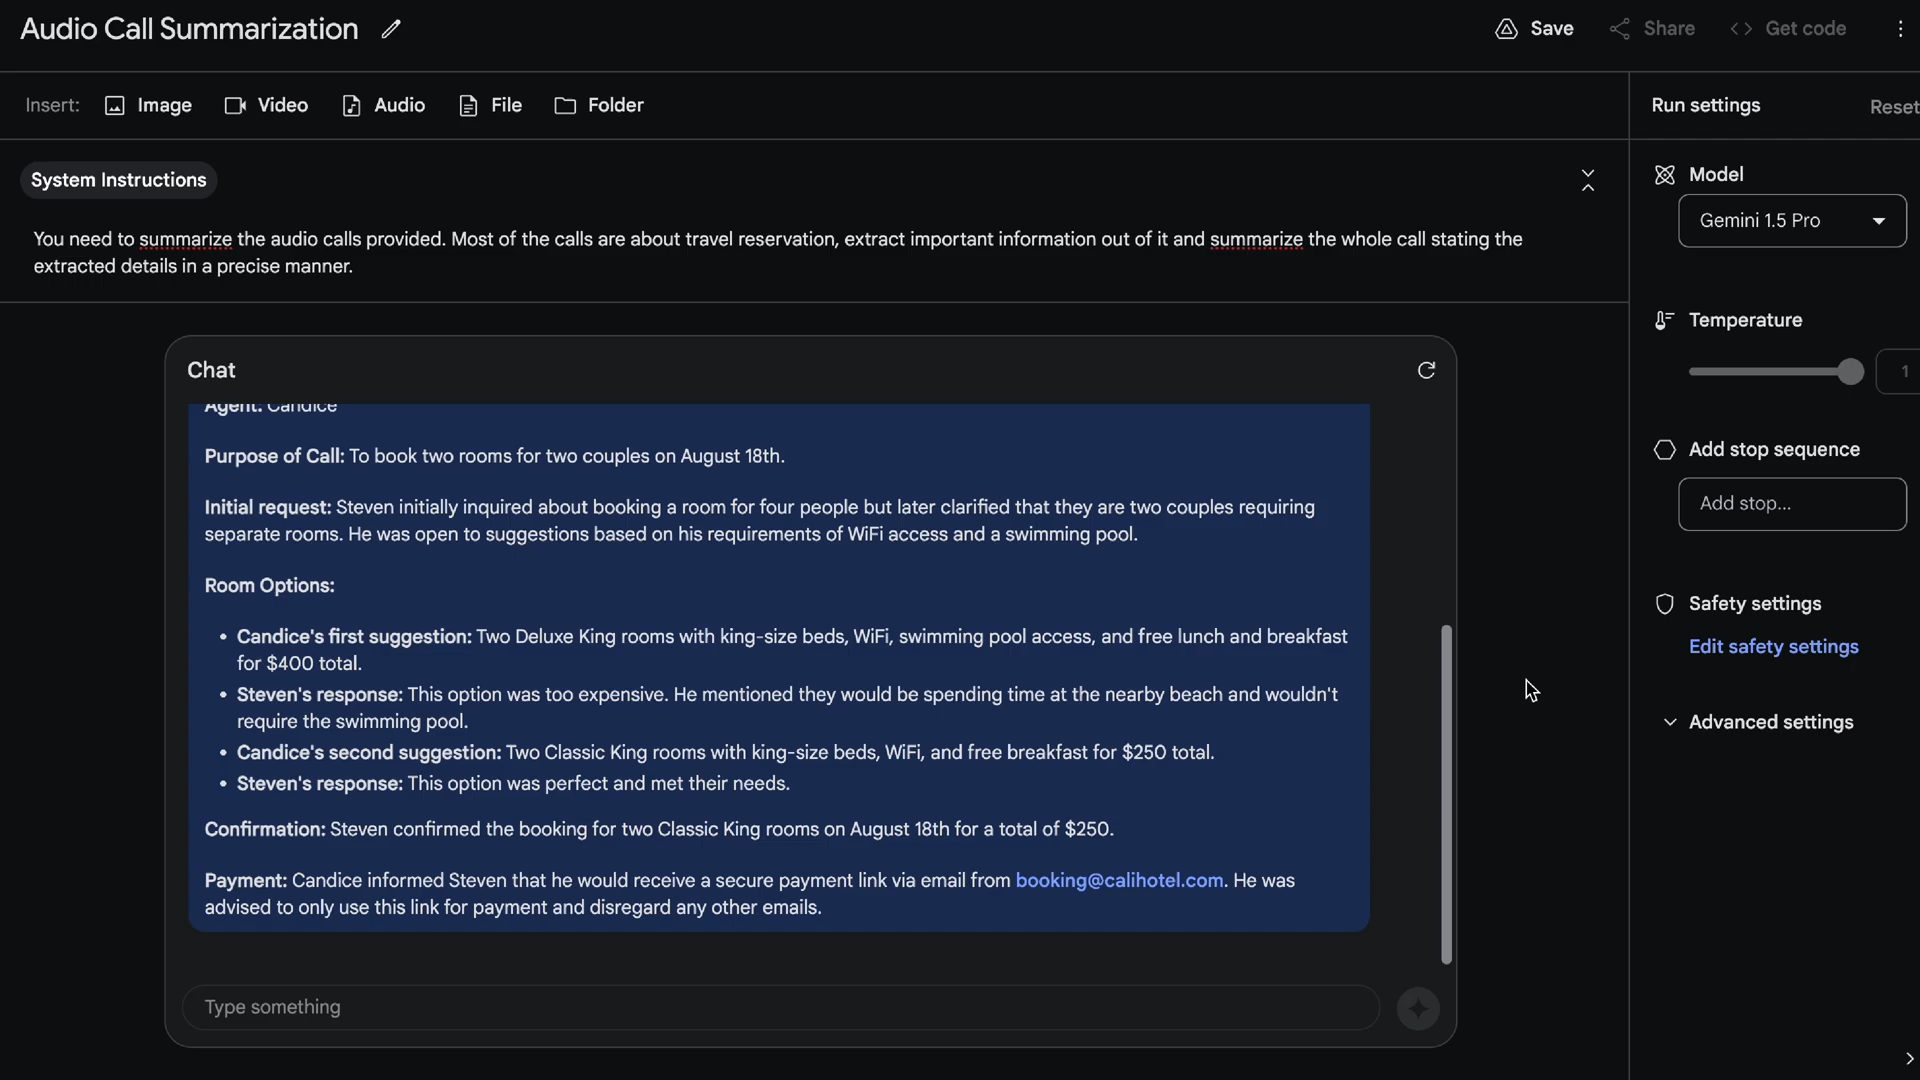 Audio Call Summarization
Save
Share
<> Get code
Insert:
Image
Video
Audio
File
Folder
Run settings
Reset
System Instructions
You need to summarize the audio calls provided. Most of the calls are about travel reservation, extract important information out of it and summarize the whole call stating the
extracted details in a precise manner.
Model
Gemini 1.5 Pro
Temperature
1
Add stop sequence
Add stop...
Safety settings
Edit safety settings
Advanced settings
Chat
Agent: Candice
Purpose of Call: To book two rooms for two couples on August 18th.
Initial request: Steven initially inquired about booking a room for four people but later clarified that they are two couples requiring
separate rooms. He was open to suggestions based on his requirements of WiFi access and a swimming pool.
Room Options:
• Candice's first suggestion: Two Deluxe King rooms with king-size beds, WiFi, swimming pool access, and free lunch and breakfast
for $400 total.
• Steven's response: This option was too expensive. He mentioned they would be spending time at the nearby beach and wouldn't
require the swimming pool.
• Candice's second suggestion: Two Classic King rooms with king-size beds, WiFi, and free breakfast for $250 total.
• Steven's response: This option was perfect and met their needs.
Confirmation: Steven confirmed the booking for two Classic King rooms on August 18th for a total of $250.
Payment: Candice informed Steven that he would receive a secure payment link via email from booking@calihotel.com. He was
advised to only use this link for payment and disregard any other emails.
Type something